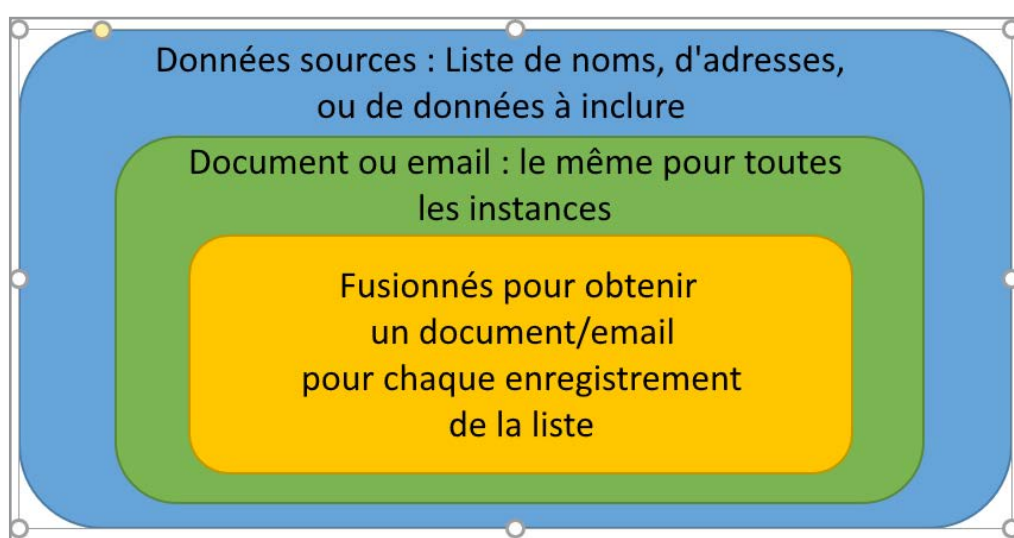 Données sources : Liste de noms, d'adresses,
ou de données à inclure
Document ou email : le même pour toutes
les instances
Fusionnés pour obtenir
un document/email
pour chaque enregistrement
de la liste